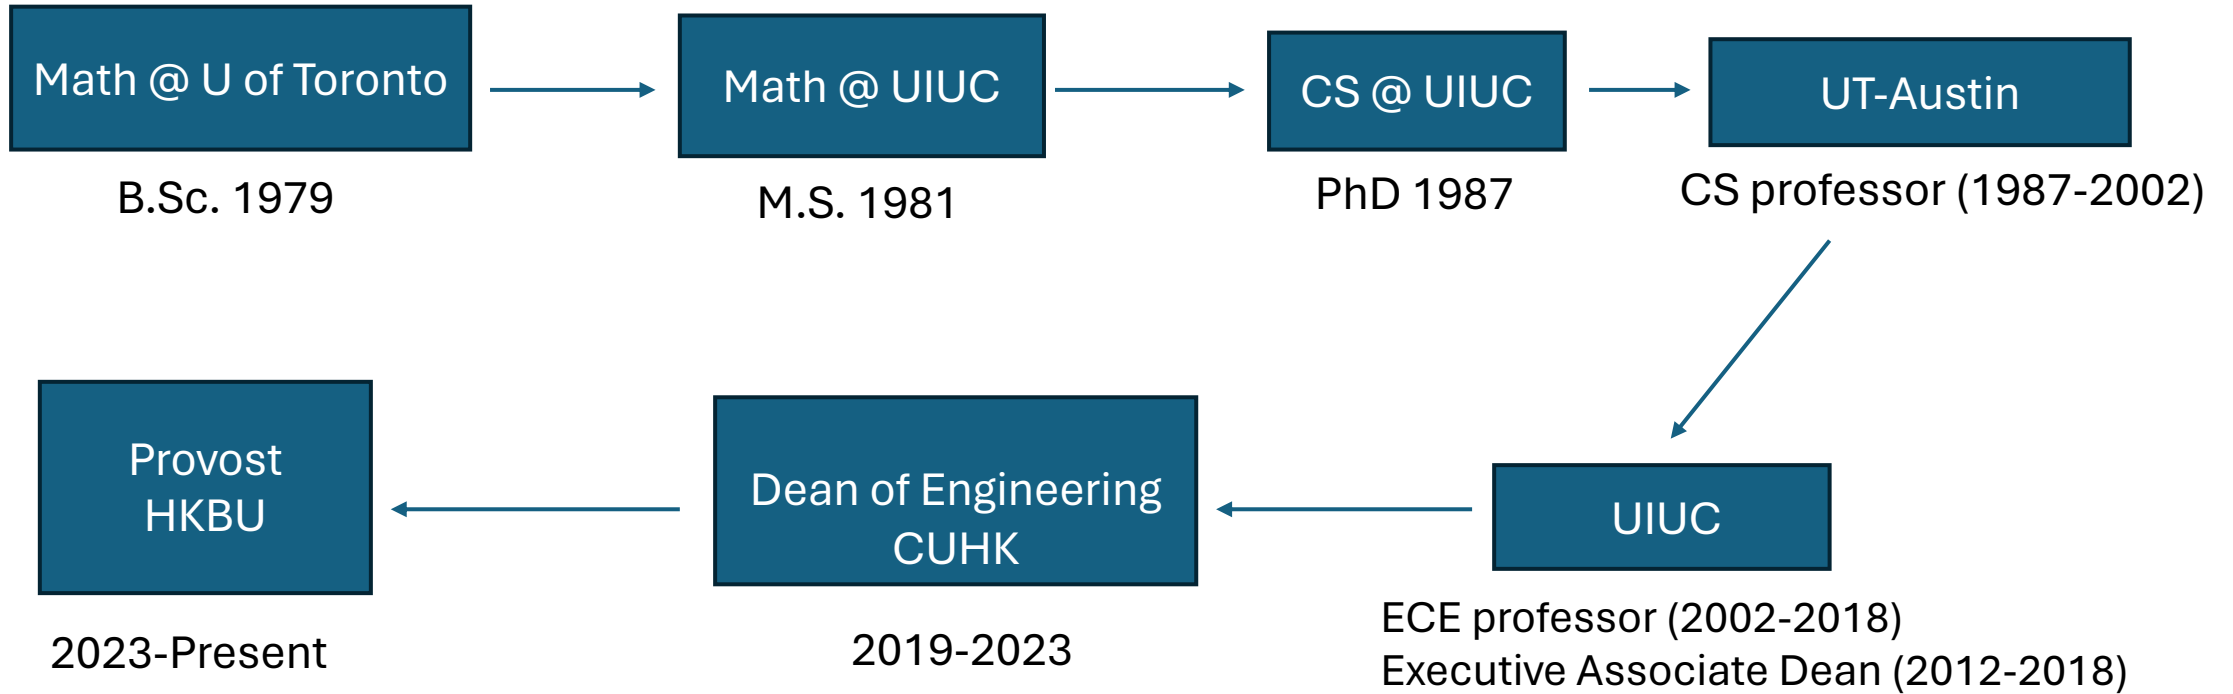 Math @ U of Toronto
B.Sc. 1979
Math @ UIUC
M.S. 1981
CS @ UIUC
PhD 1987
UT-Austin
CS professor (1987-2002)
UIUC
ECE professor (2002-2018)
Executive Associate Dean (2012-2018)
Dean of Engineering
CUHK
2019-2023
Provost
HKBU
2023-Present